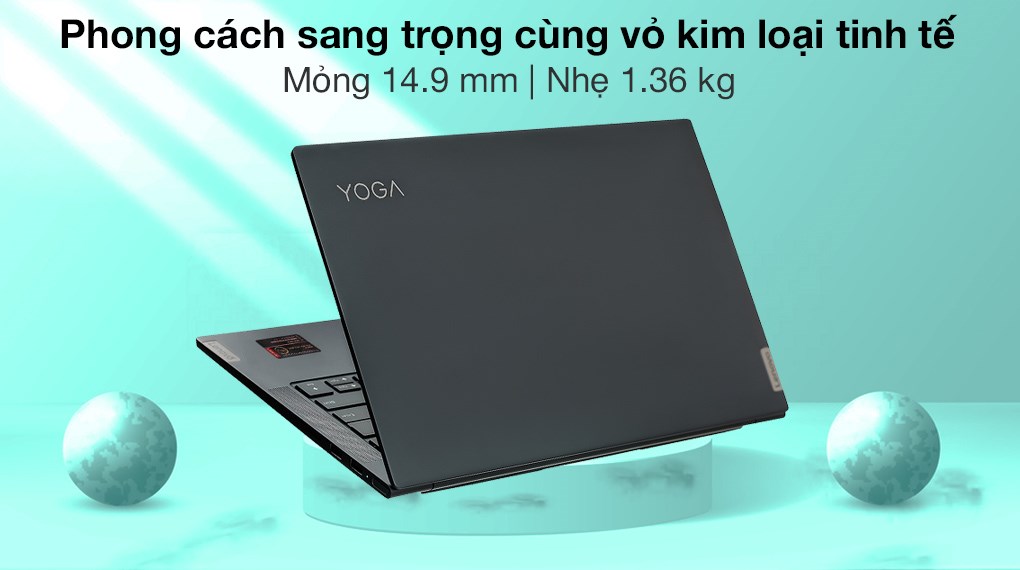 Phong cách sang trọng cùng vỏ kim loại tinh tế
Mỏng 14.9 mm | Nhẹ 1.36 kg
YOGA
Lenovo